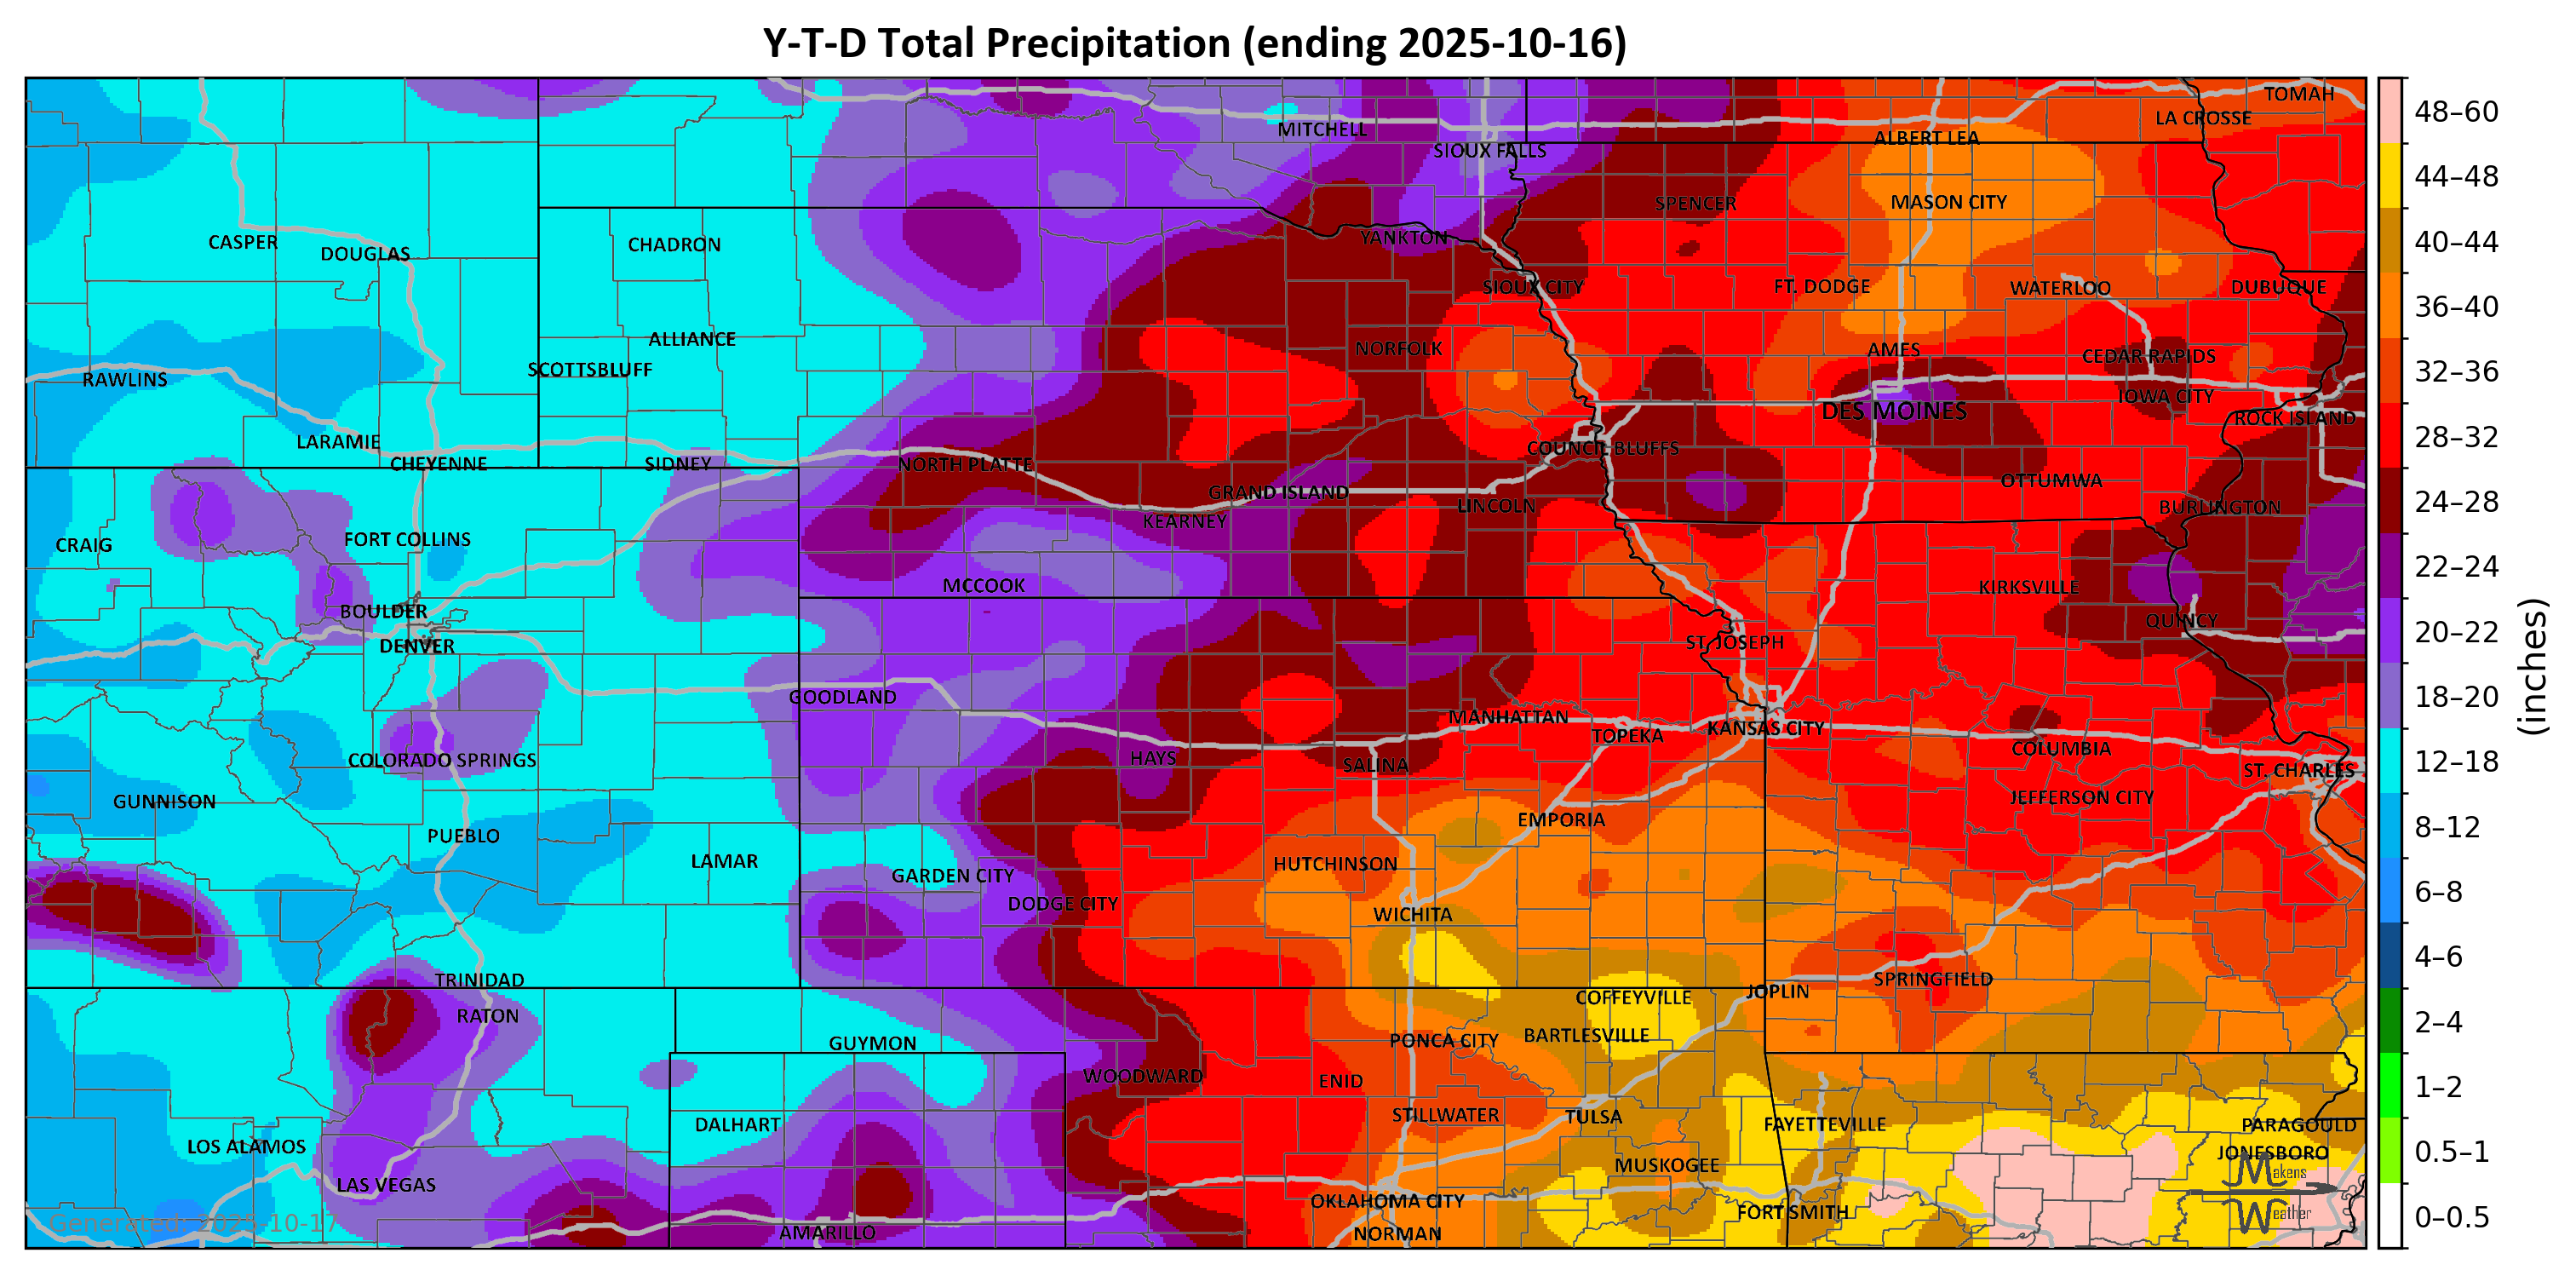 Y-T-D Total Precipitation (ending 2025-10-16)
TOMAH
LA CROSSE
MITCHELL
ALBERT LEA
SIOUX FALLS
SPENCER
MASON CITY
CASPER
DOUGLAS
CHADRON
YANKTON
SIOUX CITY
FT. DODGE
WATERLOO
DUBUQUE
ALLIANCE
NORFOLK
AMES
CEDAR RAPIDS
RAWLINS
SCOTTSBLUFF
DES MOINES
IOWA CITY
ROCK ISLAND
LARAMIE
CHEYENNE
SIDNEY
NORTH PLATTE
COUNCIL BLUFFS
GRAND ISLAND
LINCOLN
OTTUMWA
BURLINGTON
KEARNEY
CRAIG
FORT COLLINS
MCCOOK
KIRKSVILLE
BOULDER
QUINCY
DENVER
ST. JOSEPH
GOODLAND
MANHATTAN
TOPEKA
KANSAS CITY
COLUMBIA
COLORADO SPRINGS
HAYS
SALINA
ST. CHARLES
GUNNISON
JEFFERSON CITY
PUEBLO
EMPORIA
LAMAR
HUTCHINSON
GARDEN CITY
DODGE CITY
WICHITA
TRINIDAD
SPRINGFIELD
COFFEYVILLE
JOPLIN
RATON
GUYMON
PONCA CITY
BARTLESVILLE
WOODWARD
ENID
DALHART
STILLWATER
TULSA
FAYETTEVILLE
PARAGOULD
LOS ALAMOS
JONESBORO
MUSKOGEE
LAS VEGAS
OKLAHOMA CITY
FORT SMITH
AMARILLO
NORMAN
Generated: 2025-10-17
Makens
Weather
48–60
44–48
40–44
36–40
32–36
28–32
24–28
22–24
20–22
18–20
12–18
8–12
6–8
4–6
2–4
1–2
0.5–1
0–0.5
(inches)